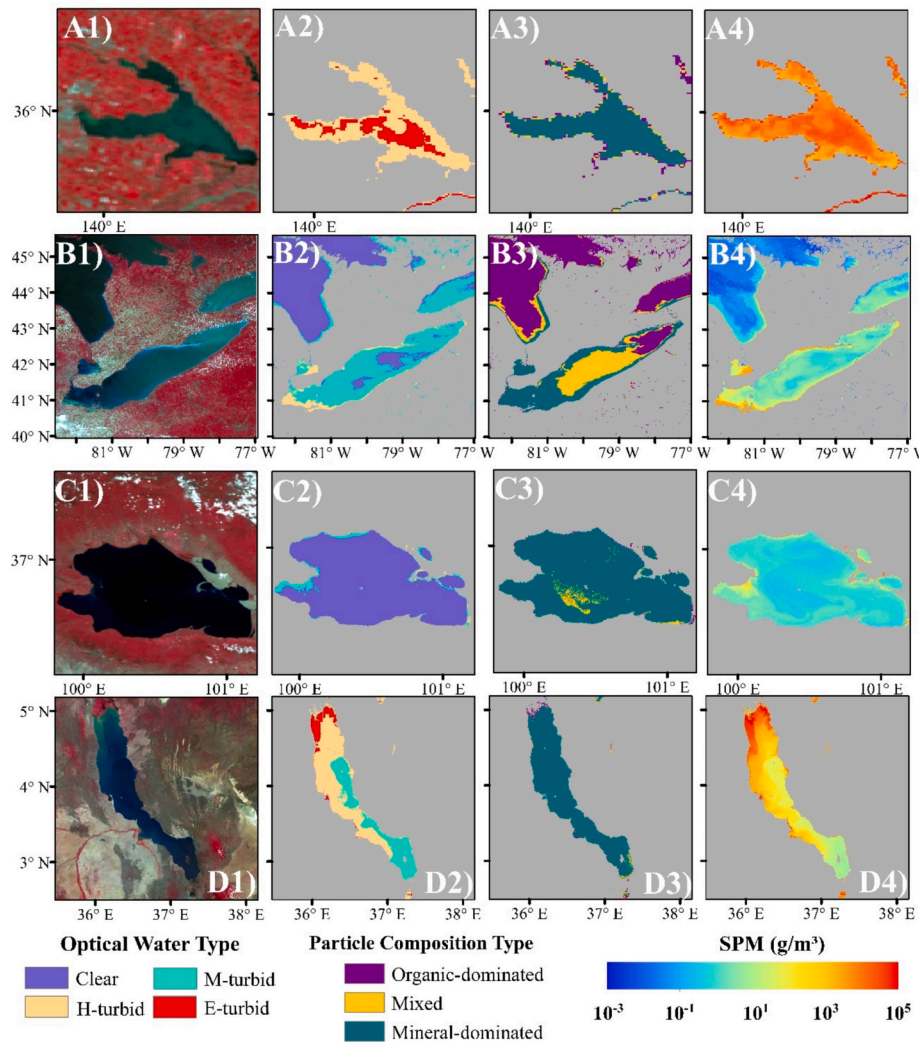 A1)
A2)
A3)
A4)
36° N
140° E
140° E
140° E
140° E
B1)
B2)
B3)
B4)
45° N
44° N
43° N
42° N
41° N
40° N
81° W 79° W 77° W
81° W 79° W 77° W
81° W 79° W 77° W
81° W 79° W 77°
C1)
C2)
C3)
C4)
37° N
100° E 101° E
100° E 101° E
100° E 101° E
100° E 101° E
5° N
4° N
3° N
D1)
D2)
D3)
D4)
36° E 37° E 38° E
36° E 37° E 38° E
36° E 37° E 38° E
36° E 37° E 38° E
Optical Water Type
Clear M-turbid
H-turbid E-turbid
Particle Composition Type
Organic-dominated
Mixed
Mineral-dominated
SPM (g/m³)
10⁻³ 10⁻¹ 10¹ 10³ 10⁵